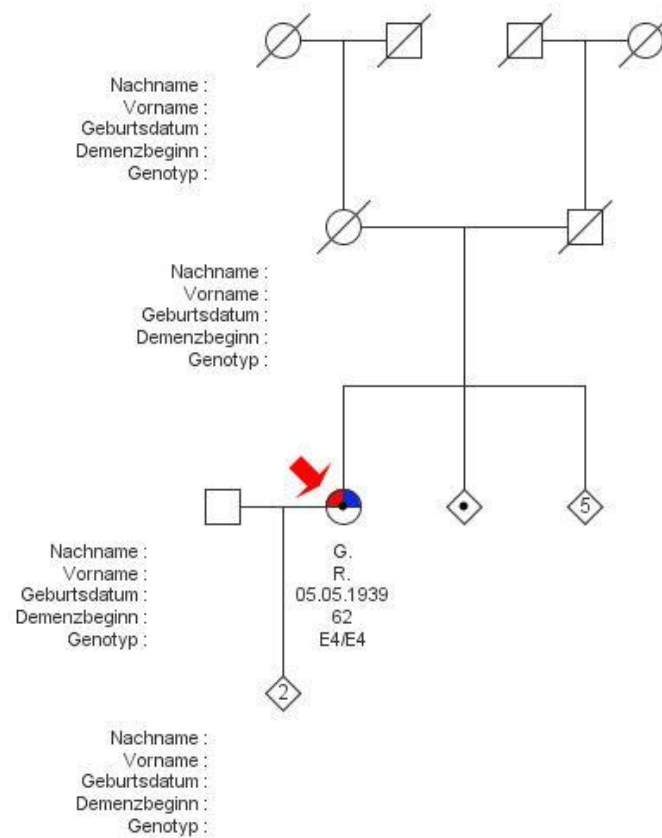 Nachname :
Vorname :
Geburtsdatum :
Demenzbeginn :
Genotyp :
Nachname :
Vorname :
Geburtsdatum :
Demenzbeginn :
Genotyp :
5
Nachname : G.
Vorname : R.
Geburtsdatum : 05.05.1939
Demenzbeginn : 62
Genotyp : E4/E4
2
Nachname :
Vorname :
Geburtsdatum :
Demenzbeginn :
Genotyp :